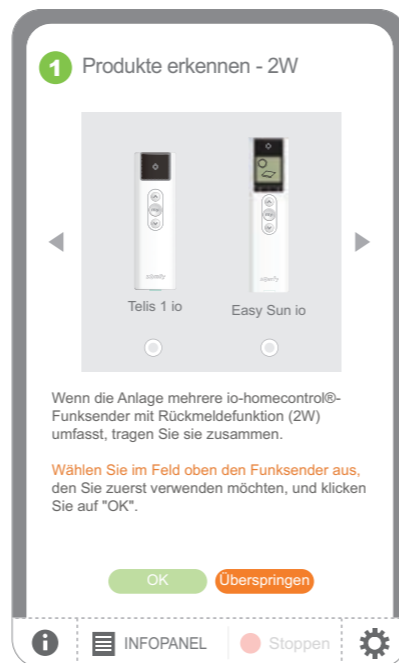 1 Produkte erkennen - 2W
somfy
somfy
Telis 1 io
Easy Sun io
Wenn die Anlage mehrere io-homecontrol®-
Funksender mit Rückmeldefunktion (2W)
umfasst, tragen Sie sie zusammen.
Wählen Sie im Feld oben den Funksender aus,
den Sie zuerst verwenden möchten, und klicken
Sie auf "OK".
OK
Überspringen
INFOPANEL
Stoppen